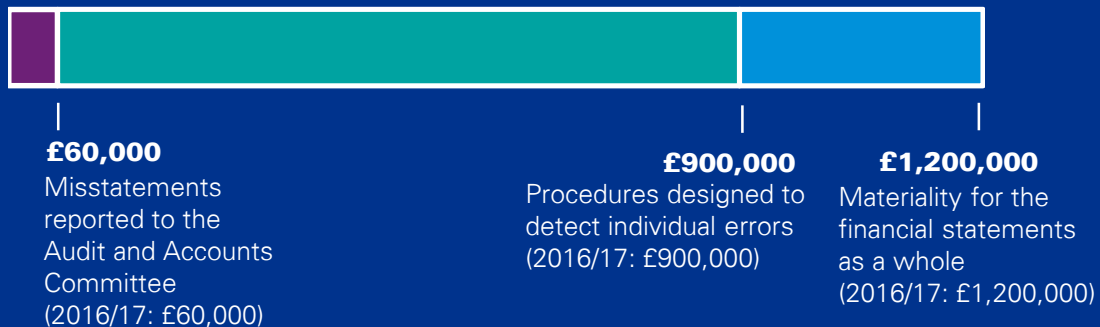 £60,000
Misstatements
reported to the
Audit and Accounts
Committee
(2016/17: £60,000)
£900,000
Procedures designed to
detect individual errors
(2016/17: £900,000)
£1,200,000
Materiality for the
financial statements
as a whole
(2016/17: £1,200,000)